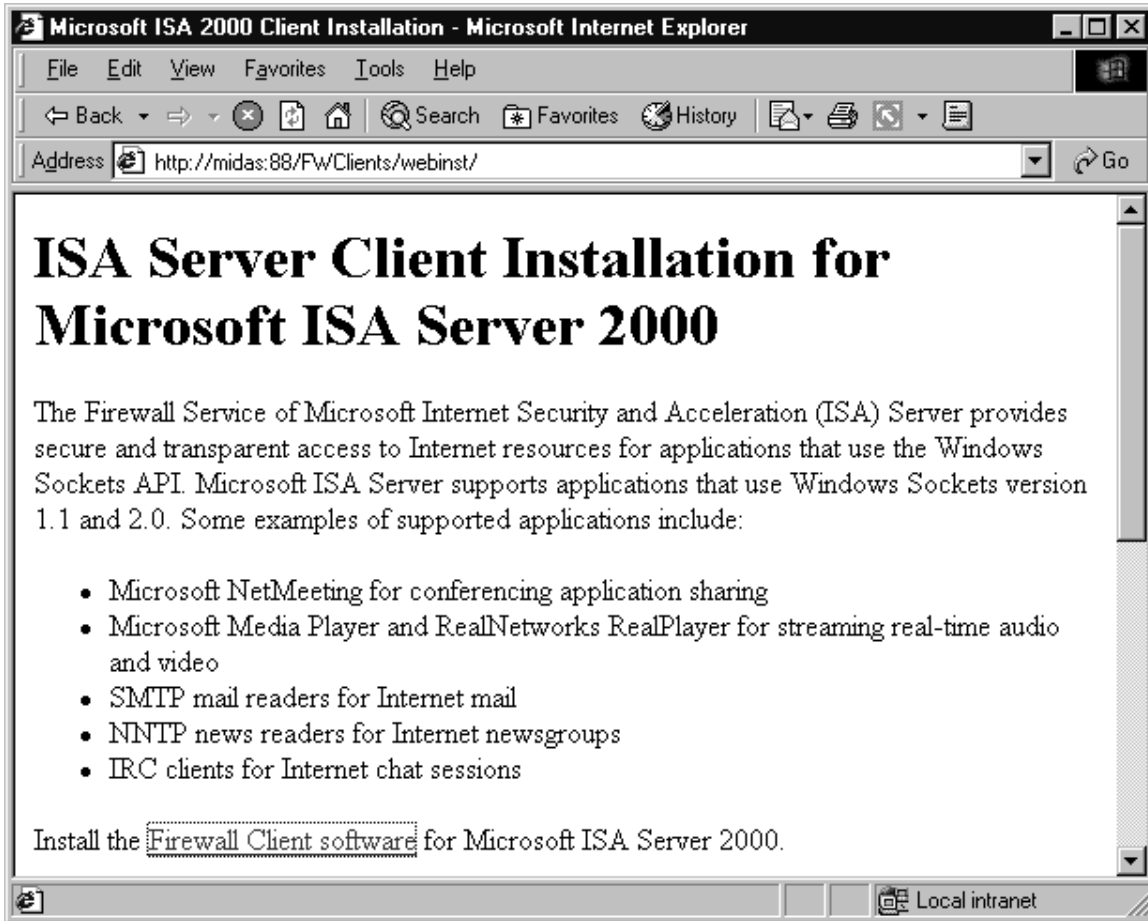 Microsoft ISA 2000 Client Installation - Microsoft Internet Explorer
File Edit View Favorites Tools Help
Back Search Favorites History
Address http://midas:88/FWClients/webinst/ Go
ISA Server Client Installation for
Microsoft ISA Server 2000
The Firewall Service of Microsoft Internet Security and Acceleration (ISA) Server provides
secure and transparent access to Internet resources for applications that use the Windows
Sockets API. Microsoft ISA Server supports applications that use Windows Sockets version
1.1 and 2.0. Some examples of supported applications include:
• Microsoft NetMeeting for conferencing application sharing
• Microsoft Media Player and RealNetworks RealPlayer for streaming real-time audio
and video
• SMTP mail readers for Internet mail
• NNTP news readers for Internet newsgroups
• IRC clients for Internet chat sessions
Install the Firewall Client software for Microsoft ISA Server 2000.
Local intranet